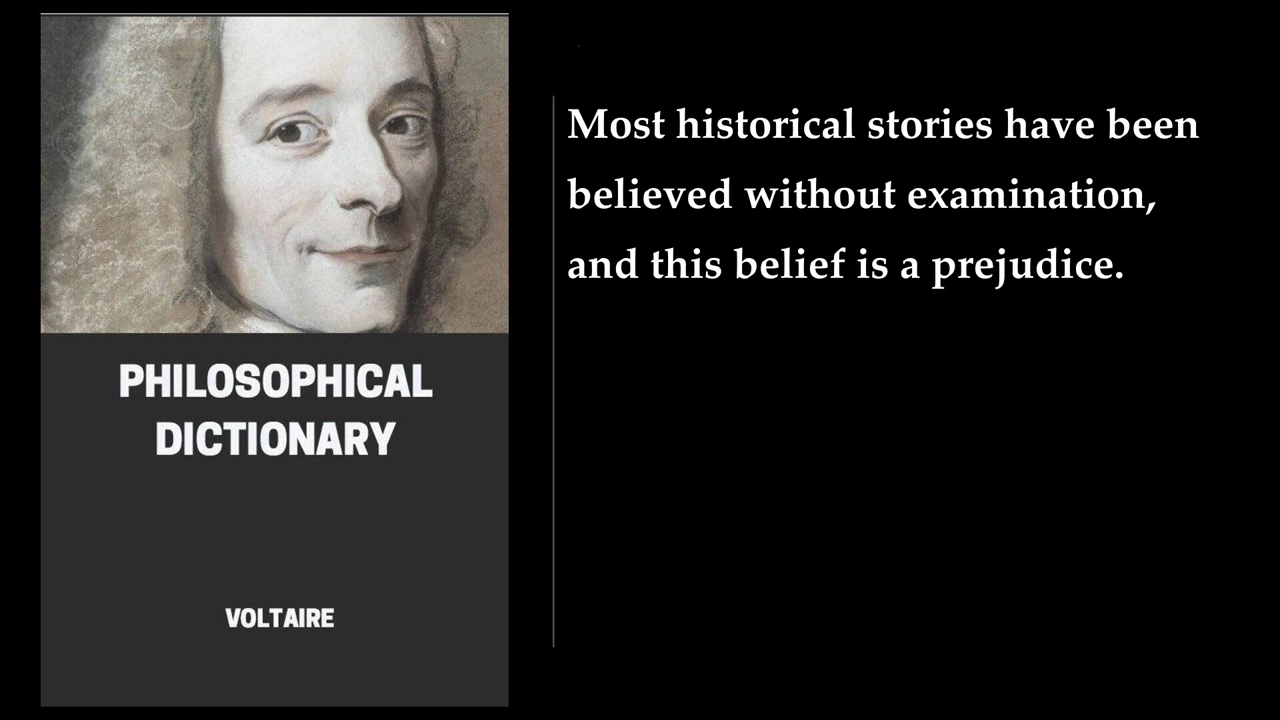 PHILOSOPHICAL
DICTIONARY
VOLTAIRE
Most historical stories have been
believed without examination,
and this belief is a prejudice.